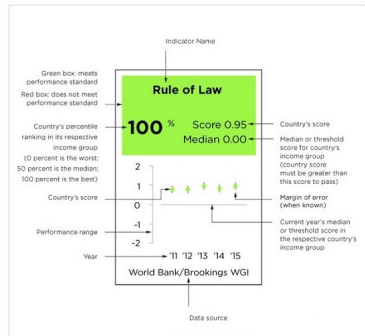 Indicator Name
Green box: meets
performance standard
Red box: does not meet
performance standard
Rule of Law
Country's percentile
ranking in its respective
income group
(0 percent is the worst;
50 percent is the median;
100 percent is the best)
100 %
Score 0.95
Median 0.00
Country's score
Median or threshold
score for country's
income group
(country score
must be greater than
this score to pass)
2
1
0
-1
-2
Country's score
Margin of error
(when known)
Performance range
Current year's median
or threshold score in
the respective country's
income group
Year
'11 '12 '13 '14 '15
World Bank/Brookings WGI
Data source